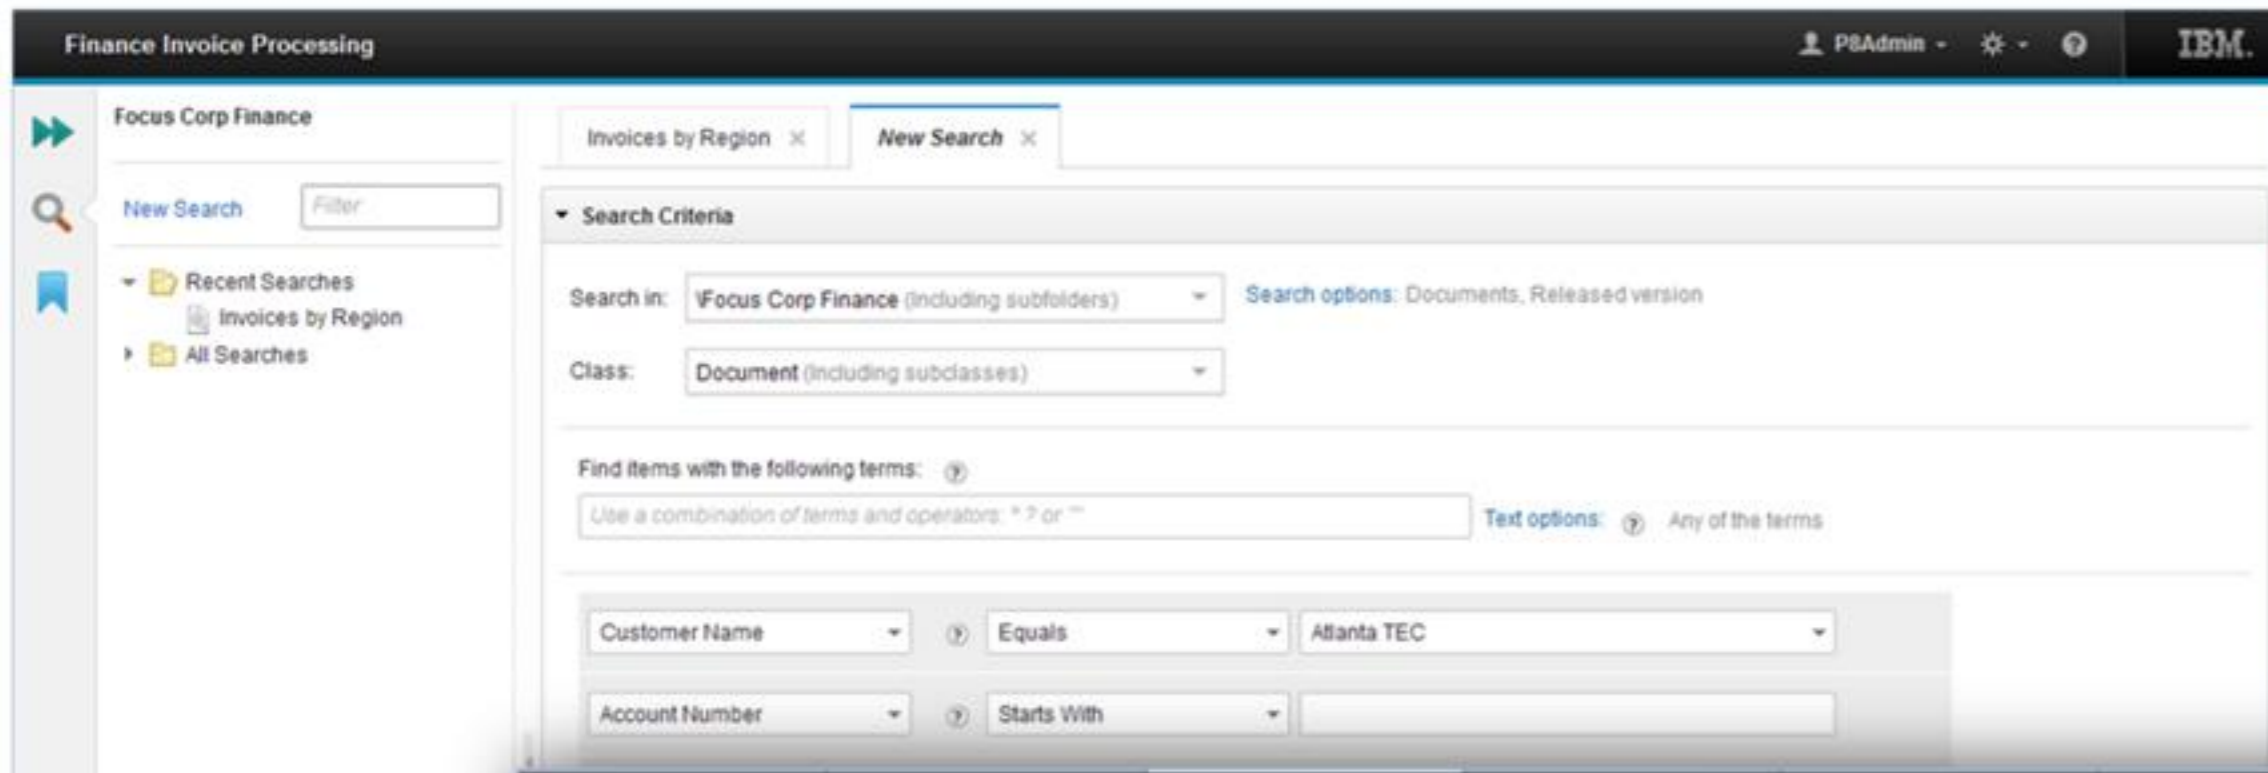 Finance Invoice Processing
P8Admin
IBM.
Focus Corp Finance
New Search
Filter
Recent Searches
Invoices by Region
All Searches
Invoices by Region
New Search
Search Criteria
Search in: \Focus Corp Finance (including subfolders) Search options: Documents, Released version
Class: Document (including subclasses)
Find items with the following terms: ?
Use a combination of terms and operators: * ? or ""
Text options: ? Any of the terms
Customer Name ? Equals Atlanta TEC
Account Number ? Starts With